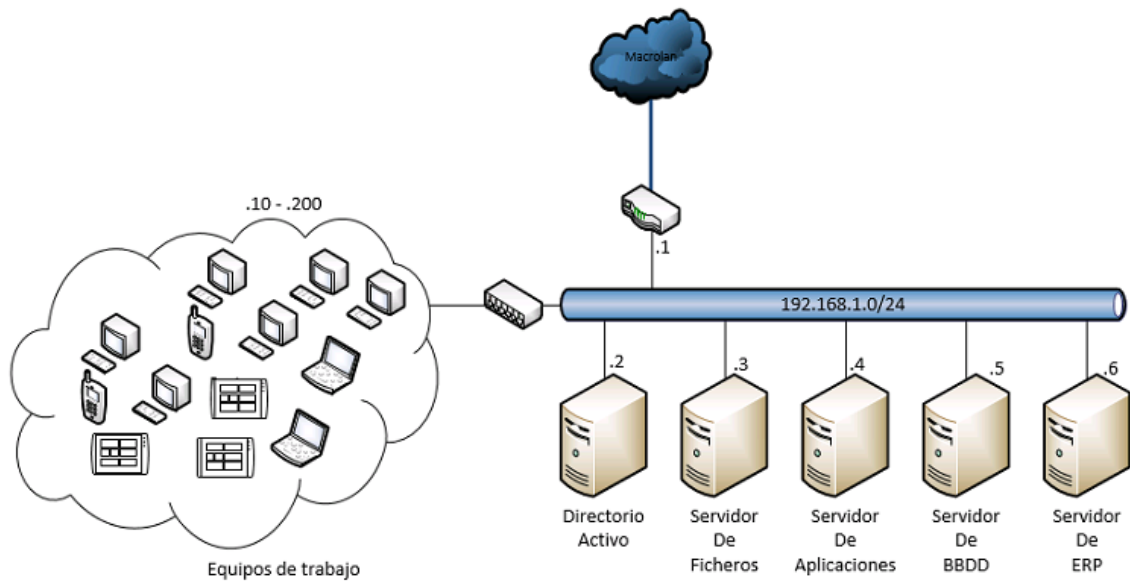 Macrolan
.10 - .200
.1
192.168.1.0/24
.2
.3
.4
.5
.6
Directorio
Activo
Servidor
De
Ficheros
Servidor
De
Aplicaciones
Servidor
De
BBDD
Servidor
De
ERP
Equipos de trabajo